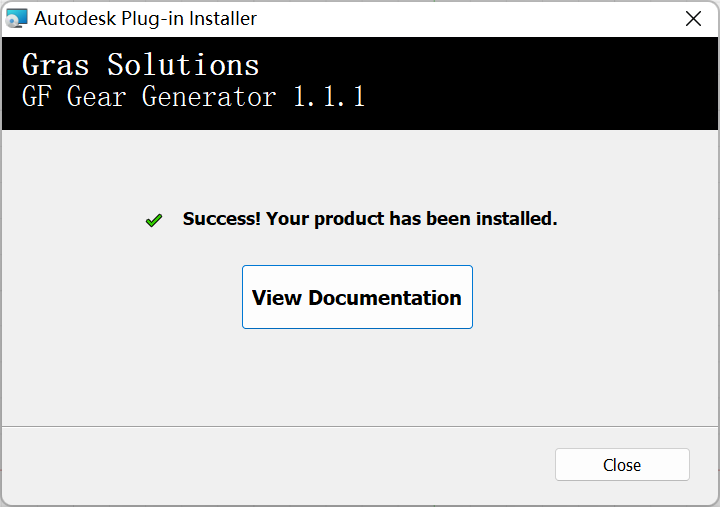 Autodesk Plug-in Installer
Gras Solutions
GF Gear Generator 1.1.1
Success! Your product has been installed.
View Documentation
Close